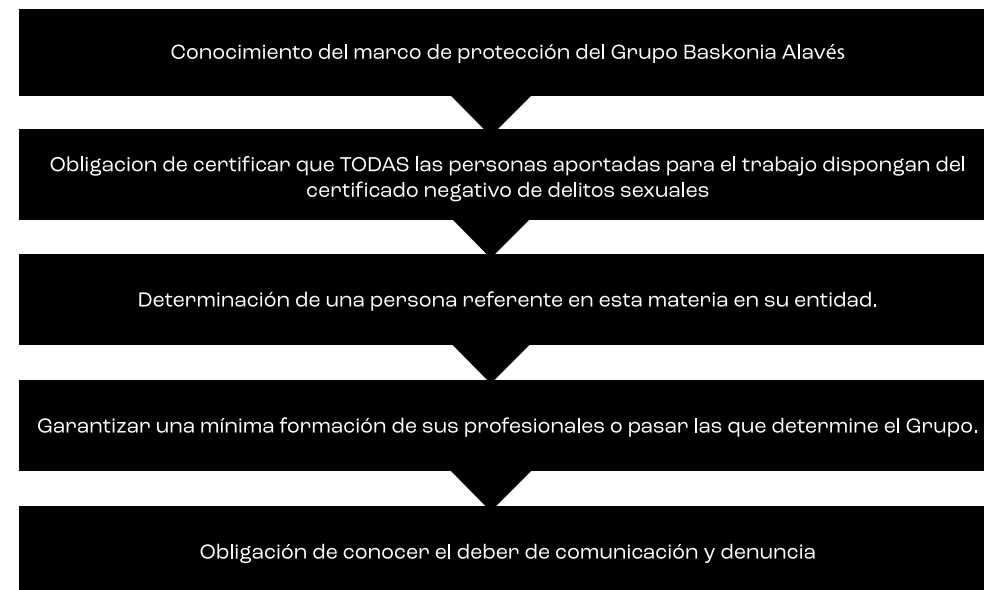 Conocimiento del marco de protección del Grupo Baskonia Alavés
Obligacion de certificar que TODAS las personas aportadas para el trabajo dispongan del
certificado negativo de delitos sexuales
Determinación de una persona referente en esta materia en su entidad.
Garantizar una mínima formación de sus profesionales o pasar las que determine el Grupo.
Obligación de conocer el deber de comunicación y denuncia